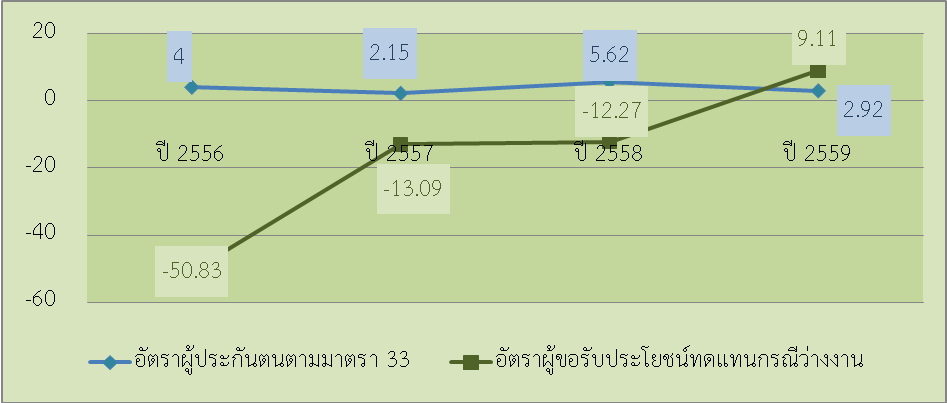 20
0
-20
-40
-60
4
2.15
5.62
9.11
-12.27
2.92
ปี 2556
ปี 2557
ปี 2558
ปี 2559
-13.09
-50.83
อัตราผู้ประกันตนตามมาตรา 33
อัตราผู้ขอรับประโยชน์ทดแทนกรณีว่างงาน